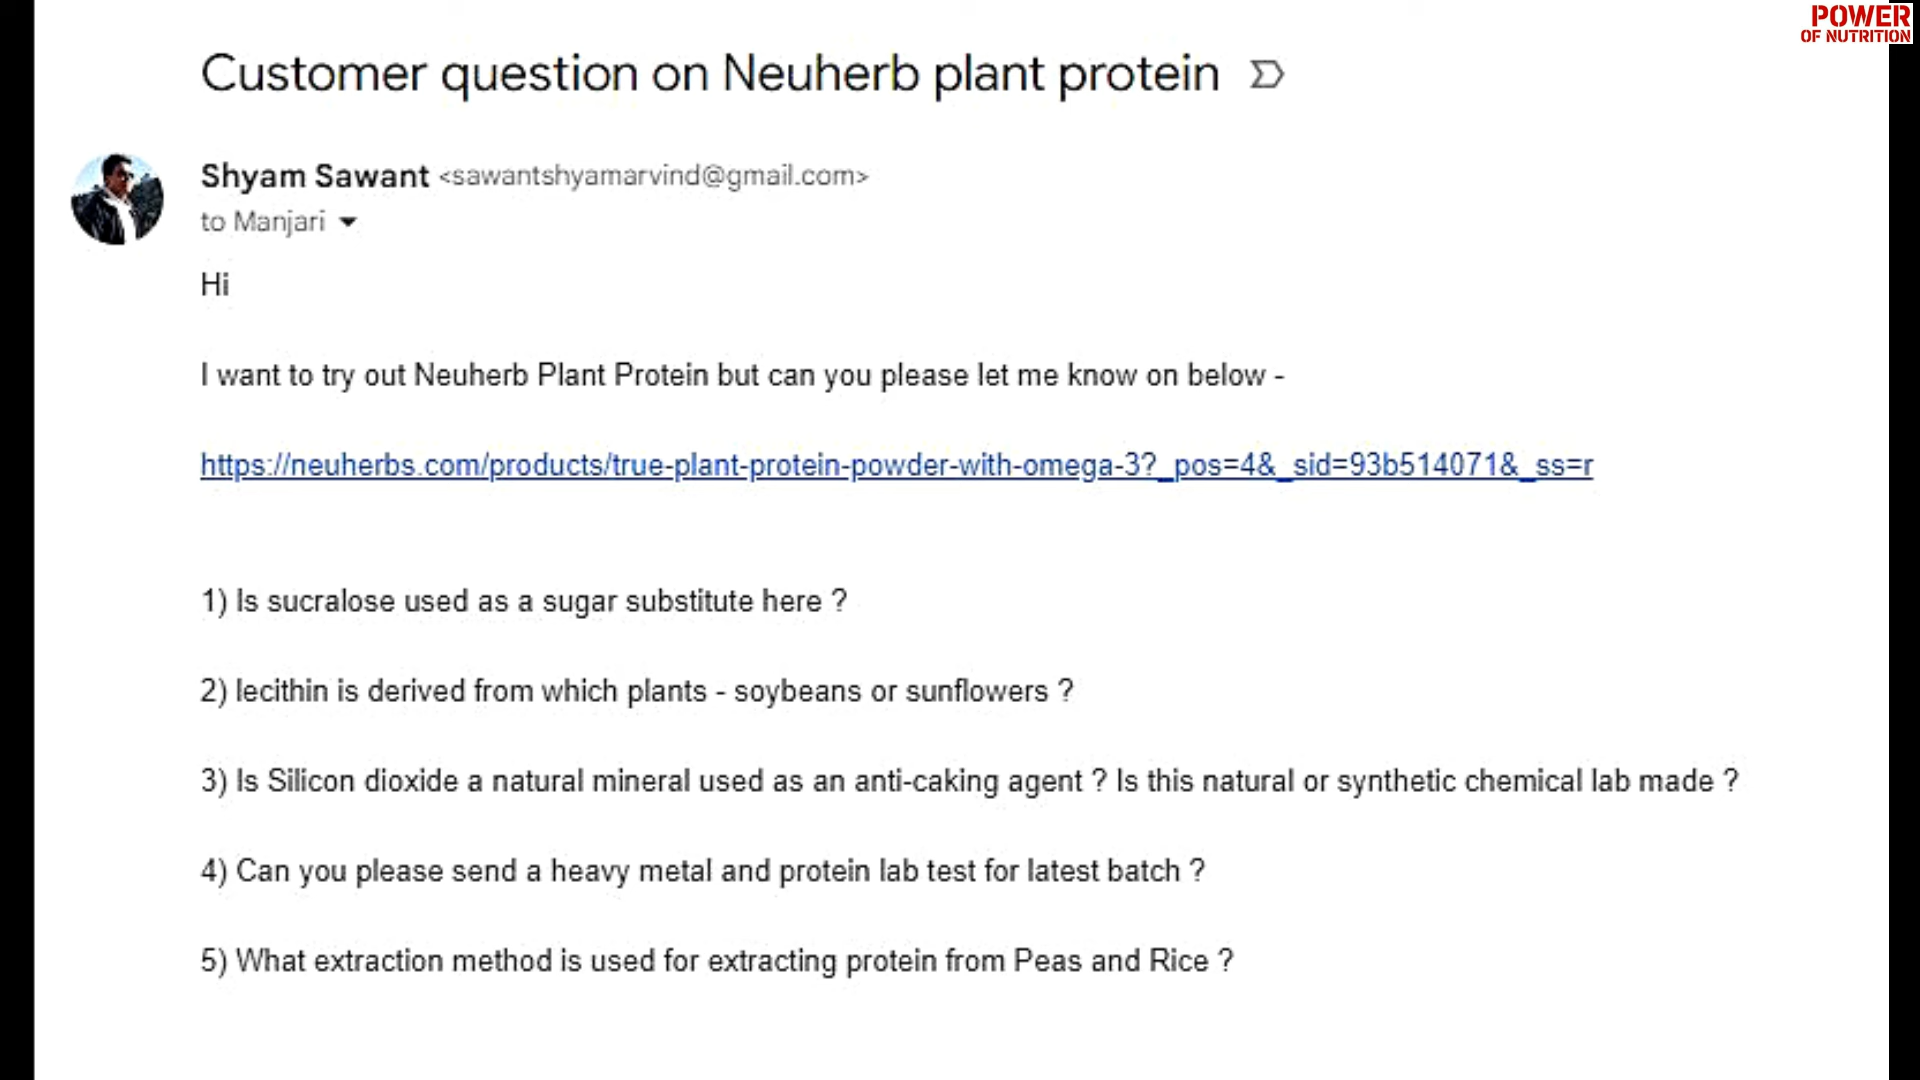 POWER
OF NUTRITION
Customer question on Neuherb plant protein
Shyam Sawant <sawantshyamarvind@gmail.com>
to Manjari
Hi
I want to try out Neuherb Plant Protein but can you please let me know on below -
https://neuherbs.com/products/true-plant-protein-powder-with-omega-3?_pos=4&_sid=93b514071&_ss=r
1) Is sucralose used as a sugar substitute here ?
2) lecithin is derived from which plants - soybeans or sunflowers ?
3) Is Silicon dioxide a natural mineral used as an anti-caking agent ? Is this natural or synthetic chemical lab made ?
4) Can you please send a heavy metal and protein lab test for latest batch ?
5) What extraction method is used for extracting protein from Peas and Rice ?